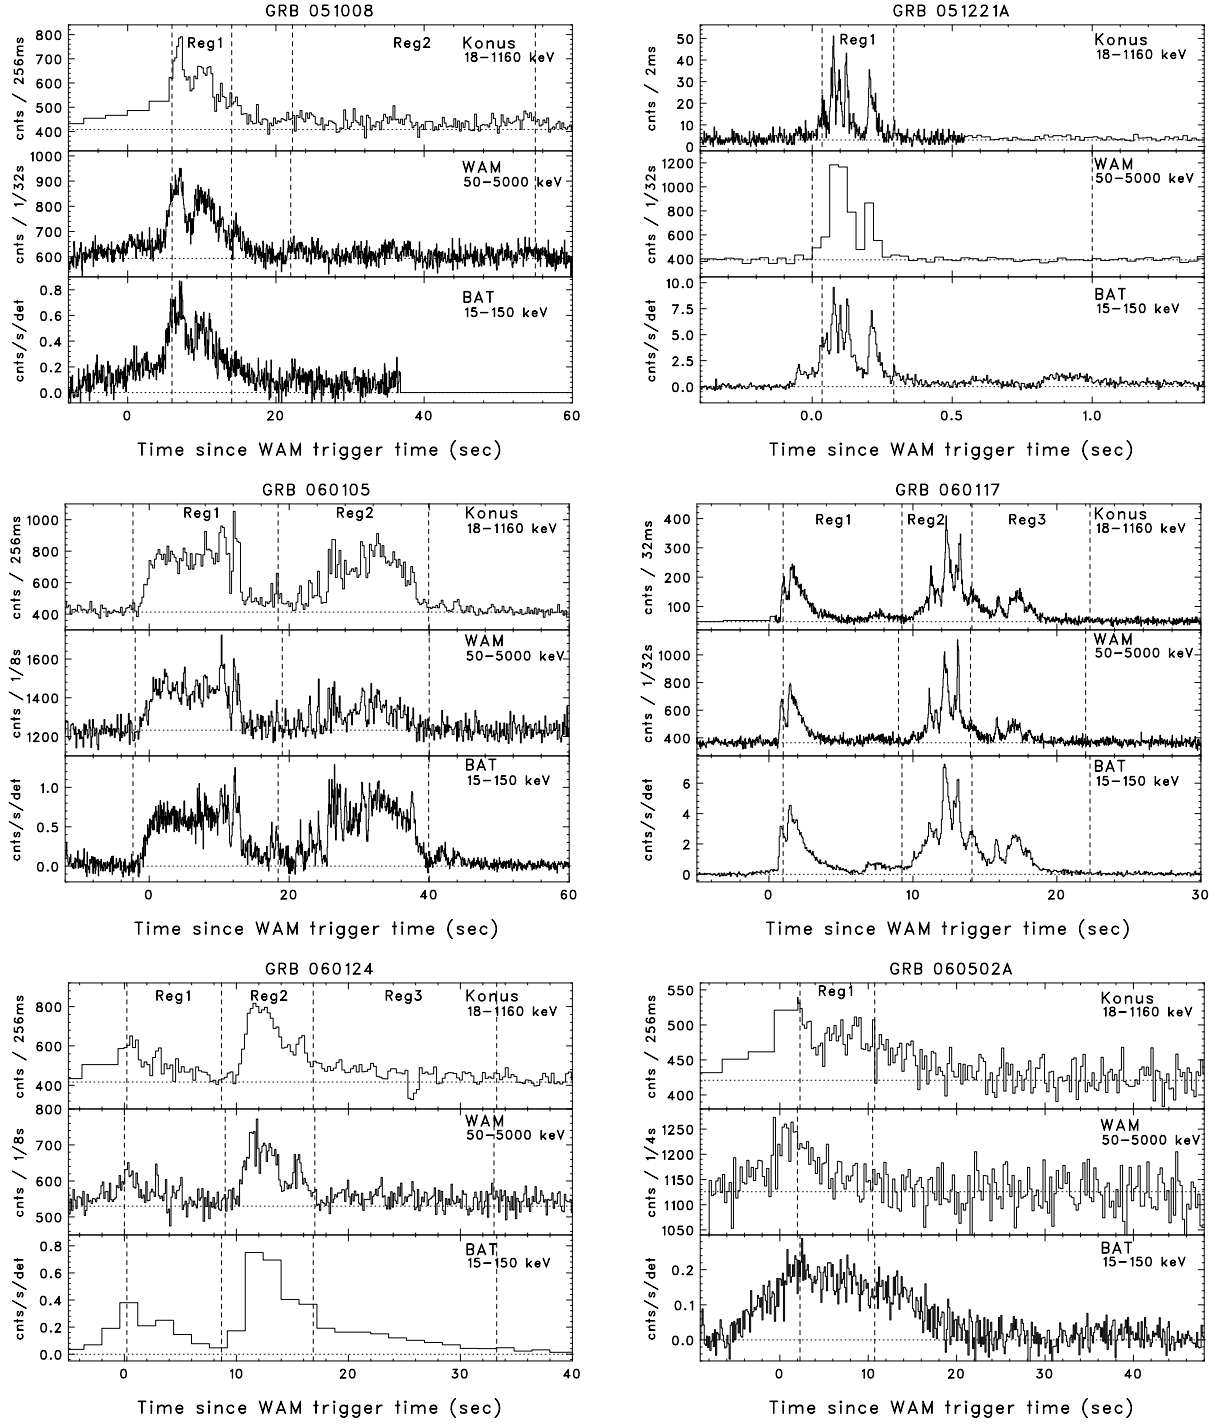 GRB 051008
Reg1 Reg2 Konus
18-1160 keV
cnts / 256ms
800
700
600
500
400
WAM
50-5000 keV
cnts / 1/32s
1000
900
800
700
600
BAT
15-150 keV
cnts/s/det
0.8
0.6
0.4
0.2
0.0
0 20 40 60
Time since WAM trigger time (sec)
GRB 051221A
Reg1 Konus
18-1160 keV
cnts / 2ms
50
40
30
20
10
0
WAM
50-5000 keV
cnts / 1/32s
1200
1000
800
600
400
BAT
15-150 keV
cnts/s/det
10.0
7.5
5.0
2.5
0.0
0.0 0.5 1.0
Time since WAM trigger time (sec)
GRB 060105
Reg1 Reg2 Konus
18-1160 keV
cnts / 256ms
1000
800
600
400
WAM
50-5000 keV
cnts / 1/8s
1600
1400
1200
BAT
15-150 keV
cnts/s/det
1.0
0.5
0.0
0 20 40 60
Time since WAM trigger time (sec)
GRB 060117
Reg1 Reg2 Reg3 Konus
18-1160 keV
cnts / 32ms
400
300
200
100
WAM
50-5000 keV
cnts / 1/32s
1000
800
600
400
BAT
15-150 keV
cnts/s/det
6
4
2
0
0 10 20 30
Time since WAM trigger time (sec)
GRB 060124
Reg1 Reg2 Reg3 Konus
18-1160 keV
cnts / 256ms
800
600
400
WAM
50-5000 keV
cnts / 1/8s
800
700
600
500
BAT
15-150 keV
cnts/s/det
0.8
0.6
0.4
0.2
0.0
0 10 20 30 40
Time since WAM trigger time (sec)
GRB 060502A
Reg1 Konus
18-1160 keV
cnts / 256ms
550
500
450
400
WAM
50-5000 keV
cnts / 1/4s
1250
1200
1150
1100
1050
BAT
15-150 keV
cnts/s/det
0.2
0.1
0.0
0 10 20 30 40
Time since WAM trigger time (sec)